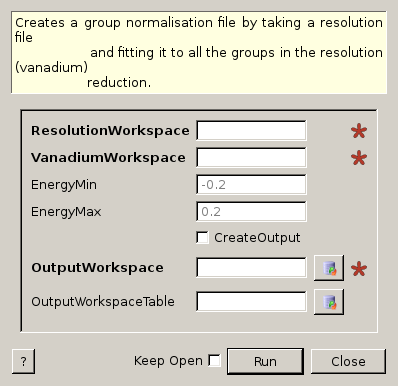 Creates a group normalisation file by taking a resolution
file
and fitting it to all the groups in the resolution
(vanadium)
reduction.
ResolutionWorkspace
VanadiumWorkspace
EnergyMin -0.2
EnergyMax 0.2
CreateOutput
OutputWorkspace
OutputWorkspaceTable
? Keep Open Run Close